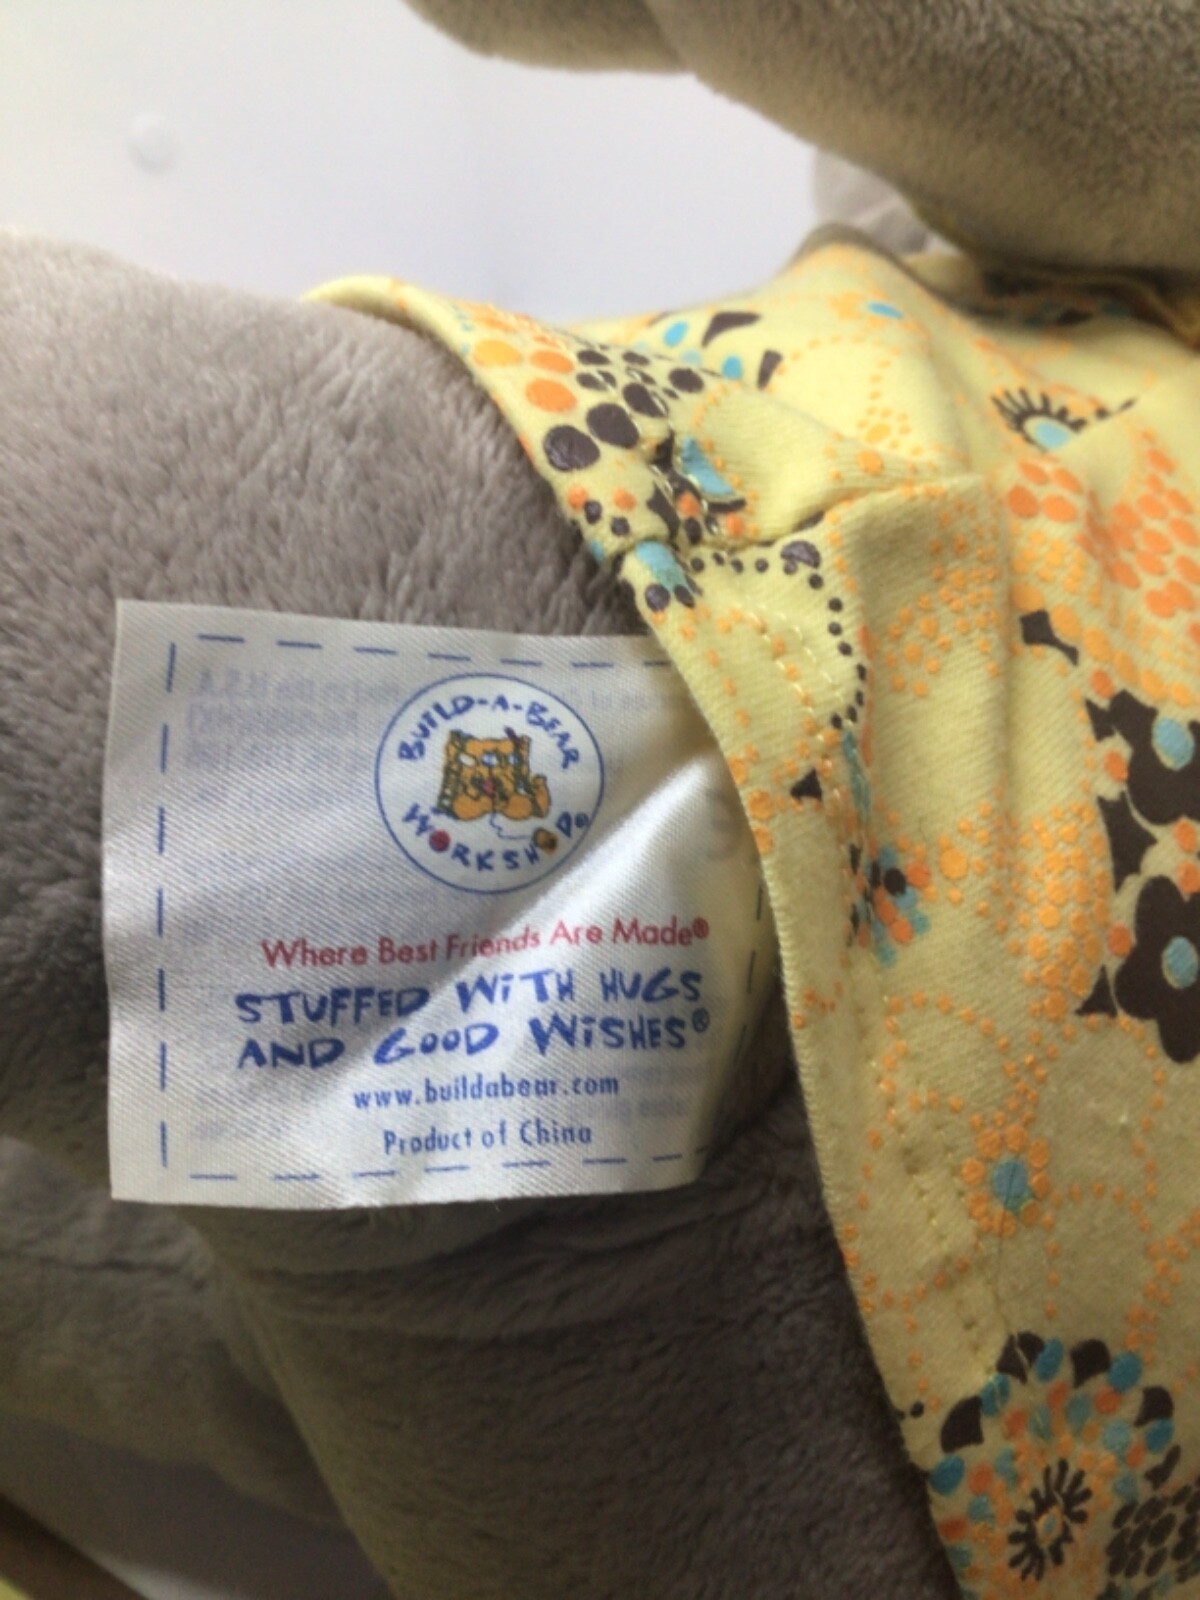 BUILD-A-BEAR
WORKSHOP®
Where Best Friends Are Made®
STUFFED WITH HUGS
AND GOOD WISHES®
www.buildabear.com
Product of China